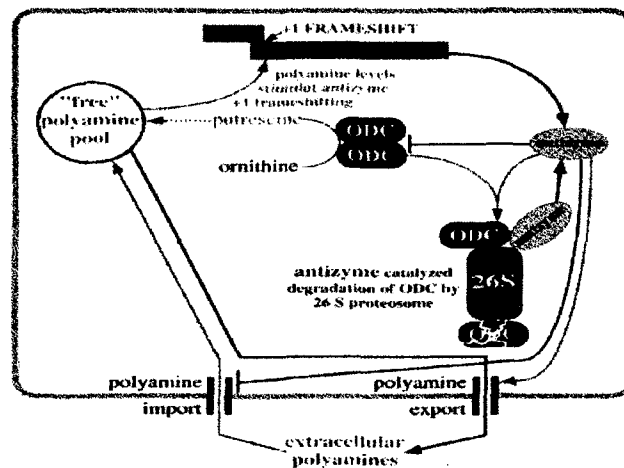 +1 FRAMESHIFT
polyamine levels
stimulat antizyme
+1 frameshifting
"free"
polyamine
pool
putrescine
ODC
ODC
ornithine
ODC
26S
antizyme catalyzed
degradation of ODC by
26 S proteosome
polyamine
import
polyamine
export
extracellular
polyamines